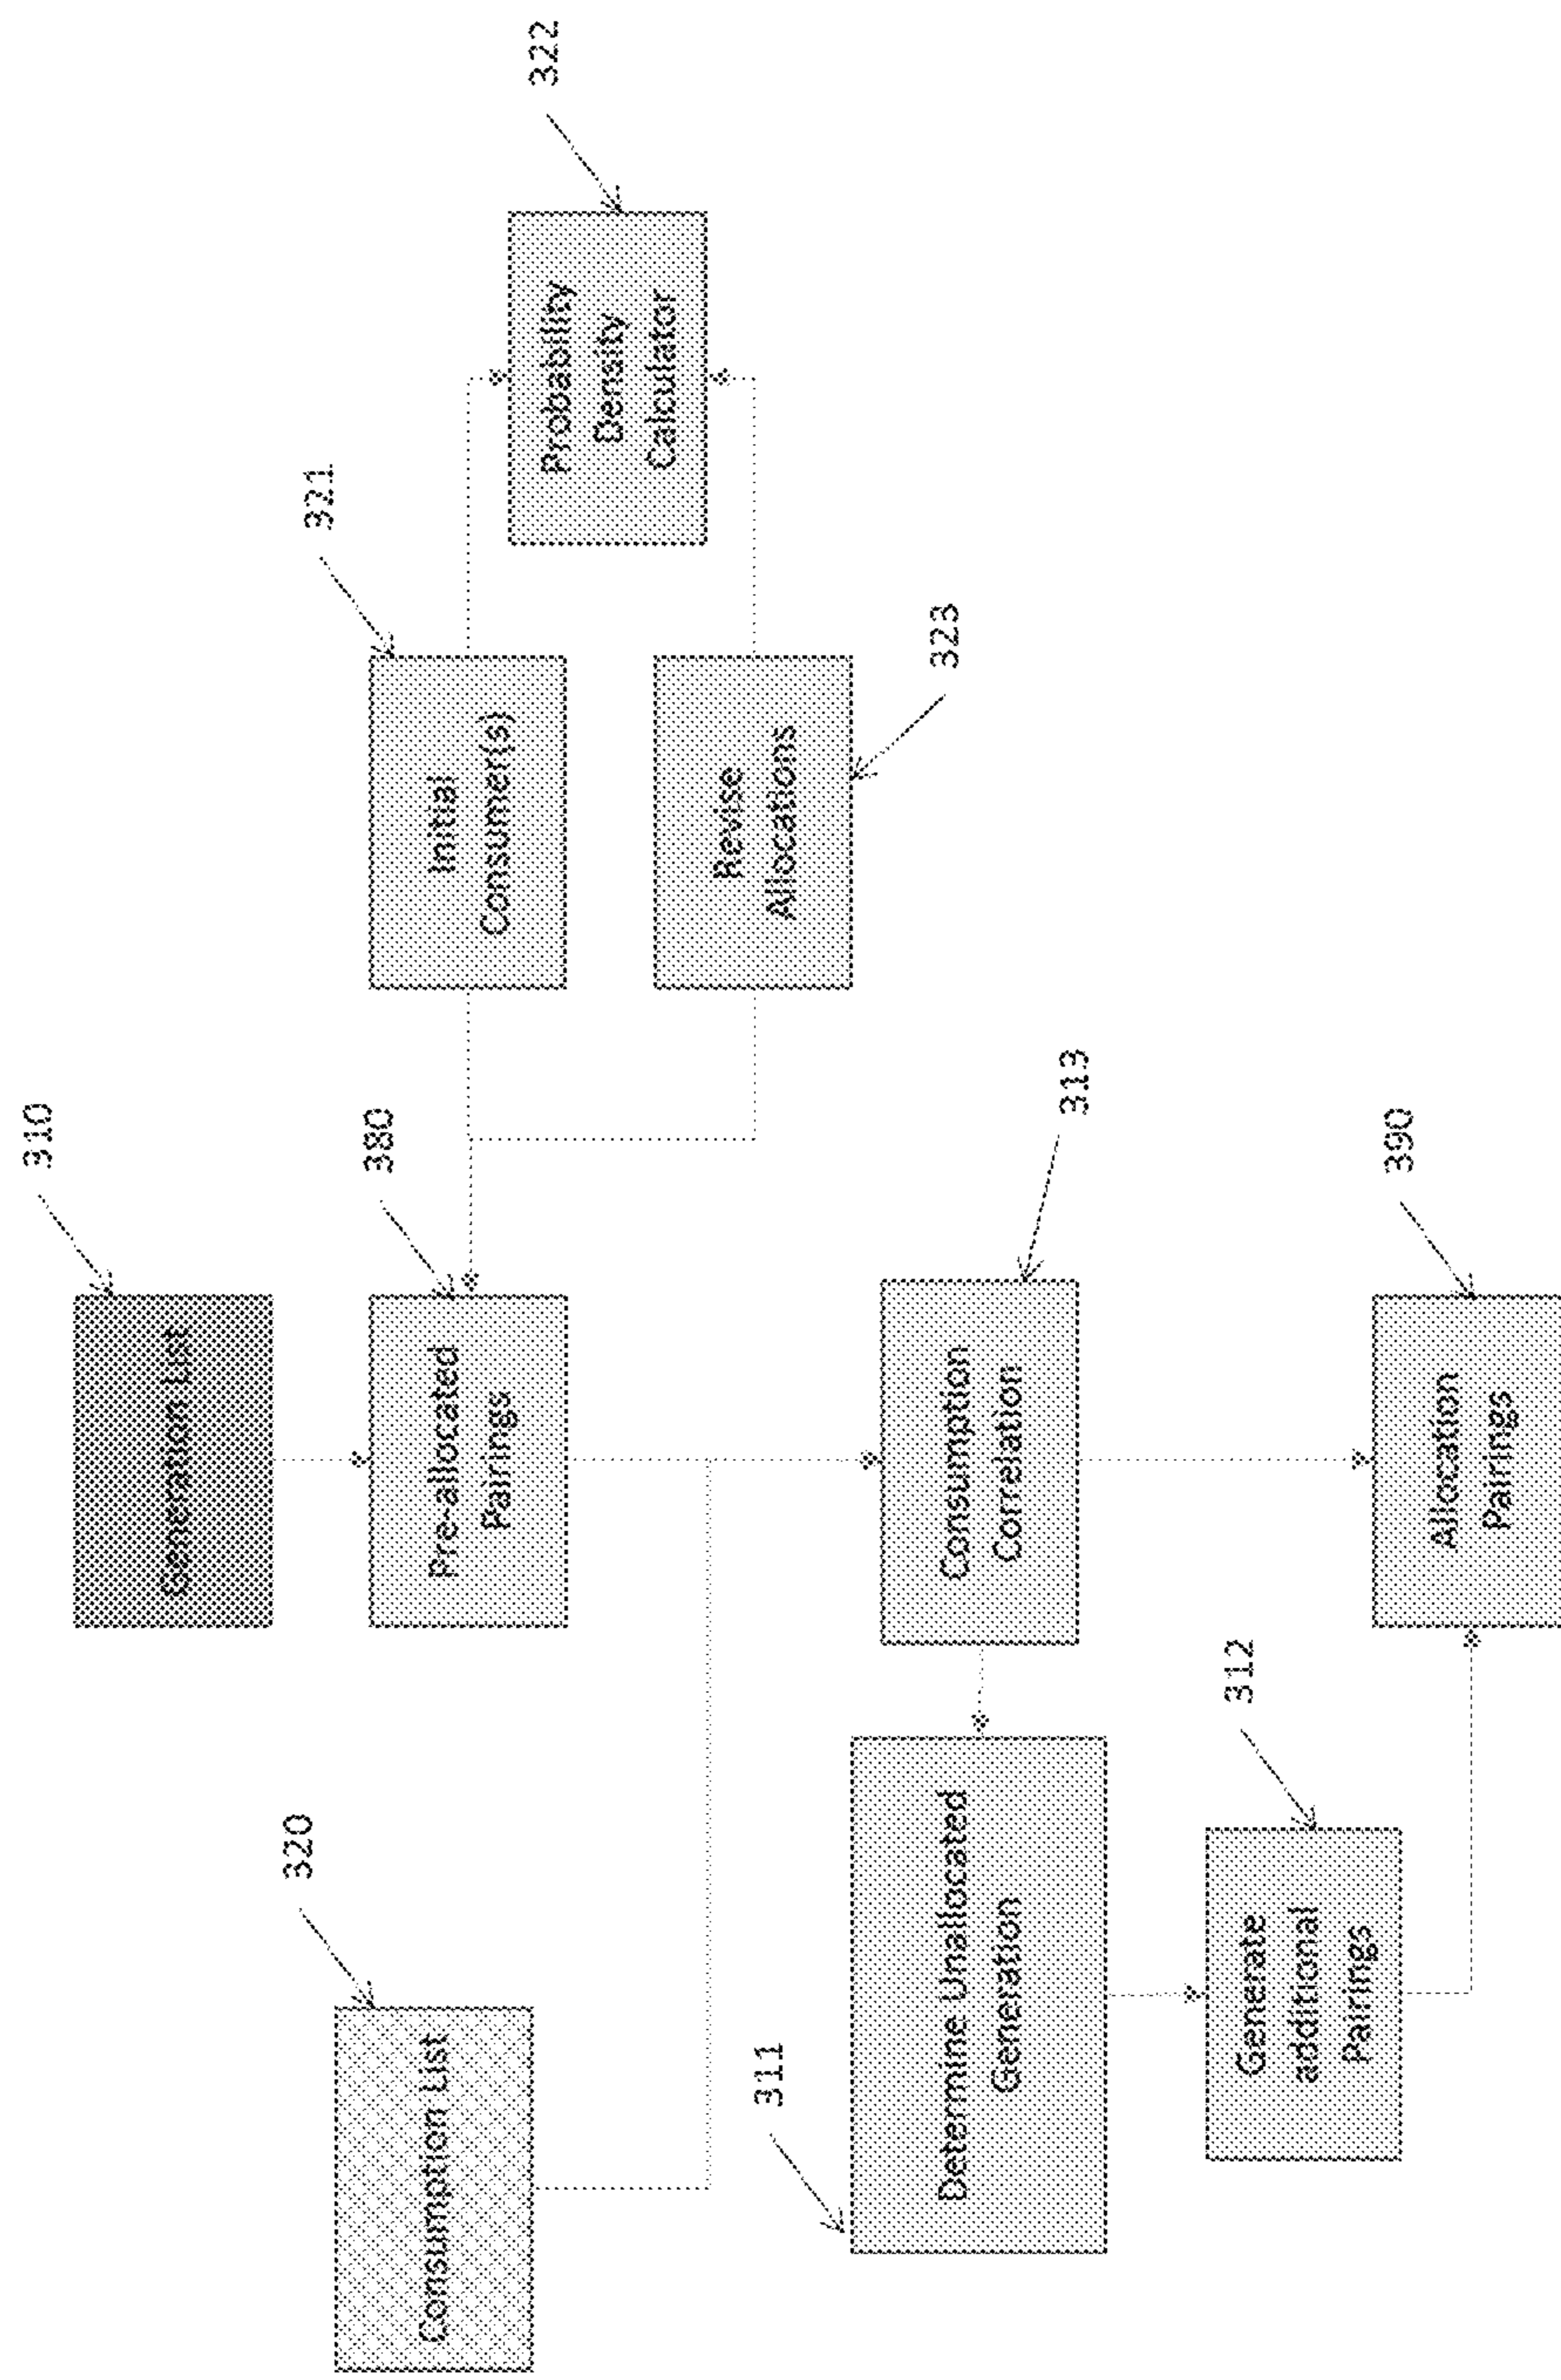 320
Consumption List
310
Generation List
380
Pre-allocated
Pairings
321
Initial
Consumer(s)
322
Probability
Density
Calculator
323
Revise
Allocations
313
Consumption
Correlation
311
Determine Unallocated
Generation
312
Generate
additional
Pairings
390
Allocation
Pairings